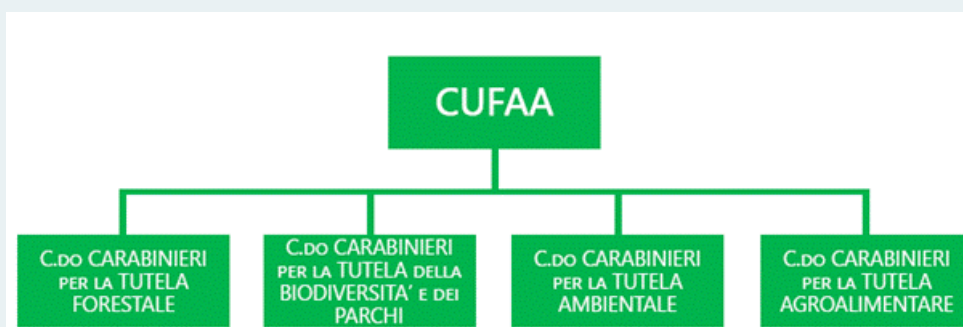 CUFAA
C.DO CARABINIERI
PER LA TUTELA
FORESTALE
C.DO CARABINIERI
PER LA TUTELA DELLA
BIODIVERSITA' E DEI
PARCHI
C.DO CARABINIERI
PER LA TUTELA
AMBIENTALE
C.DO CARABINIERI
PER LA TUTELA
AGROALIMENTARE